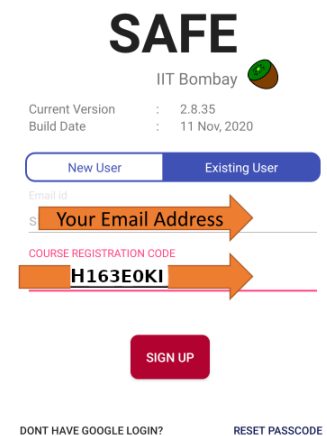 SAFE
IIT Bombay
Current Version : 2.8.35
Build Date : 11 Nov, 2020
New User Existing User
Email id
S Your Email Address
COURSE REGISTRATION CODE
H163E0KI
SIGN UP
DONT HAVE GOOGLE LOGIN? RESET PASSCODE